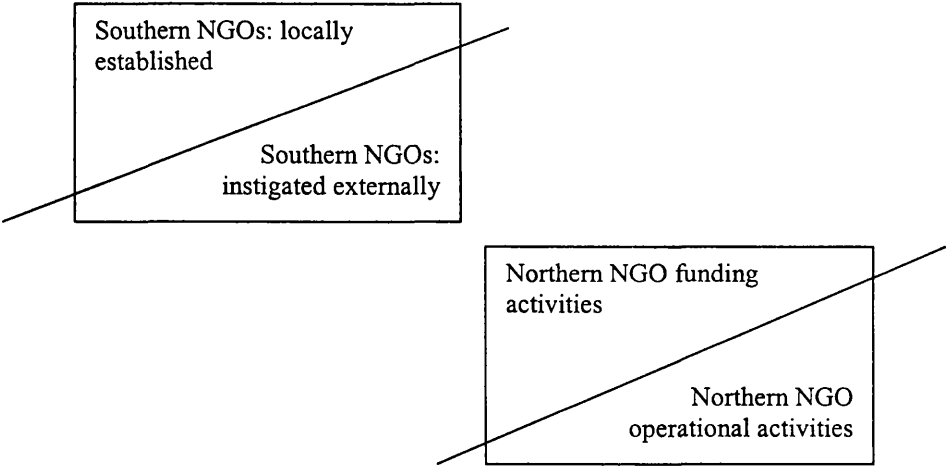 Southern NGOs: locally
established
Southern NGOs:
instigated externally
Northern NGO funding
activities
Northern NGO
operational activities